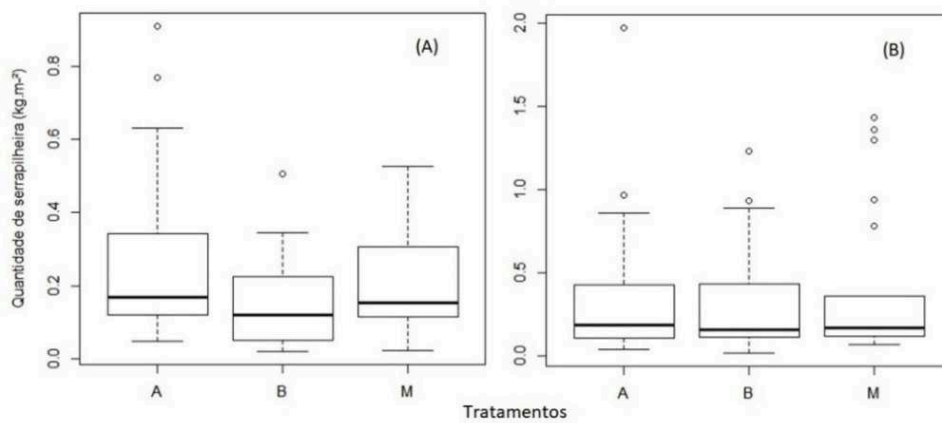 Quantidade de serrapilheira (kg.m-²)
0.0 0.2 0.4 0.6 0.8
(A)
A B M
0.0 0.5 1.0 1.5 2.0
(B)
A B M
Tratamentos